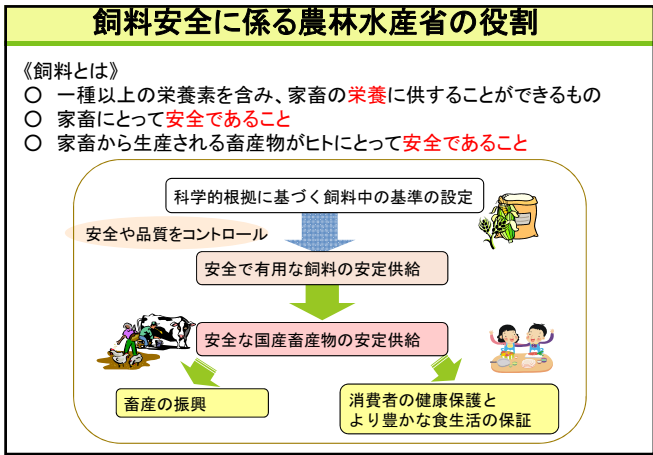 飼料安全に係る農林水産省の役割
《飼料とは》
○ 一種以上の栄養素を含み、家畜の栄養に供することができるもの
○ 家畜にとって安全であること
○ 家畜から生産される畜産物がヒトにとって安全であること
科学的根拠に基づく飼料中の基準の設定
安全や品質をコントロール
安全で有用な飼料の安定供給
安全な国産畜産物の安定供給
畜産の振興
消費者の健康保護と
より豊かな食生活の保証